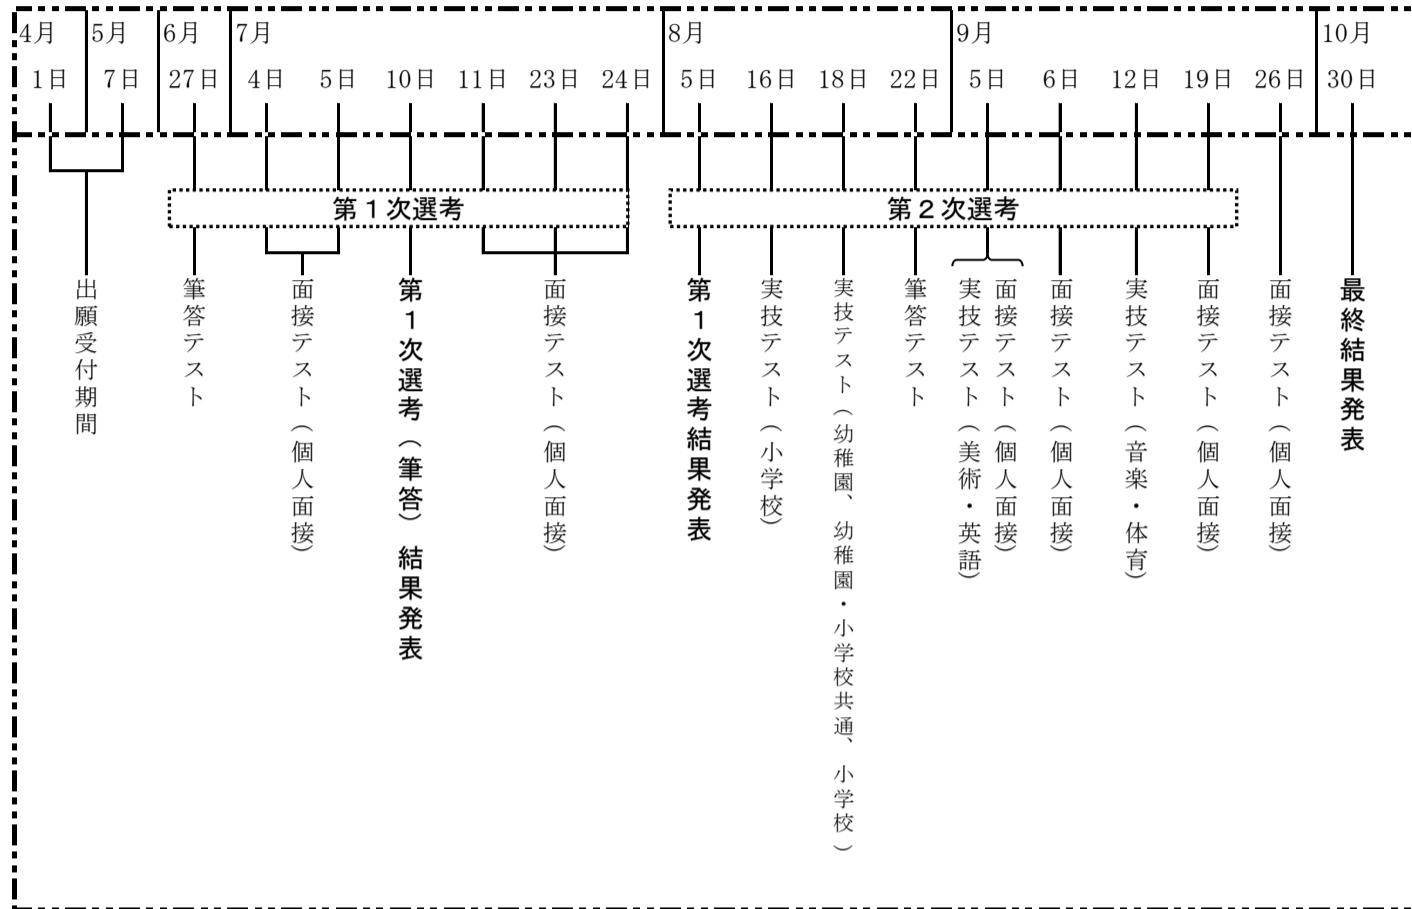 4月
5月
6月
7月
8月
9月
10月
1日
7日
27日
4日
5日
10日
11日
23日
24日
5日
16日
18日
22日
5日
6日
12日
19日
26日
30日
第1次選考
第2次選考
出願受付期間
筆答テスト
面接テスト(個人面接)
第1次選考(筆答)結果発表
面接テスト(個人面接)
第1次選考結果発表
実技テスト(小学校)
実技テスト(幼稚園、幼稚園・小学校共通、小学校)
筆答テスト
実技テスト(美術・英語)
面接テスト(個人面接)
面接テスト(個人面接)
実技テスト(音楽・体育)
面接テスト(個人面接)
面接テスト(個人面接)
最終結果発表